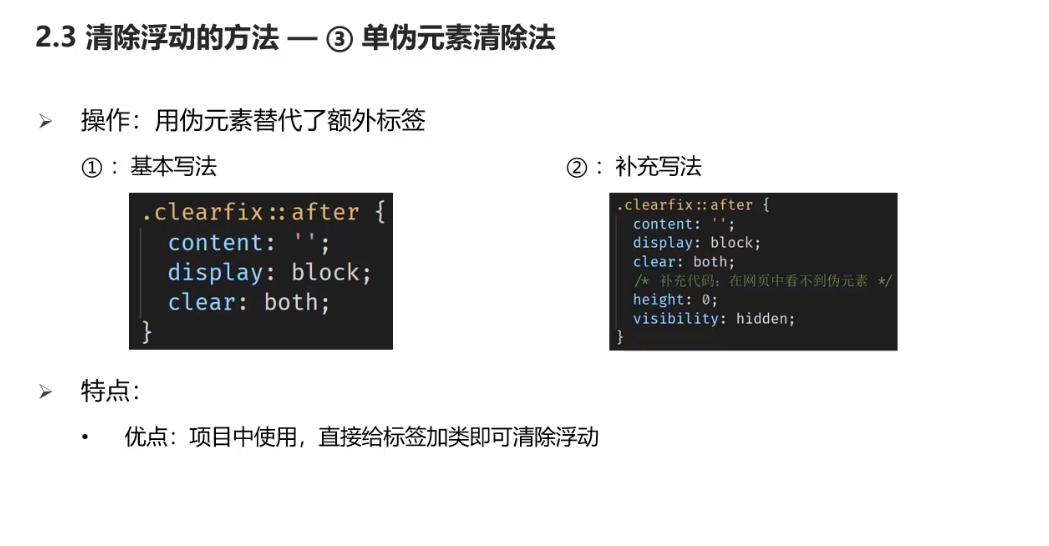 2.3 清除浮动的方法 — ③ 单伪元素清除法
➢ 操作：用伪元素替代了额外标签
①：基本写法
.clearfix::after {
content: '';
display: block;
clear: both;
}
②：补充写法
.clearfix::after {
content: '';
display: block;
clear: both;
/* 补充代码：在网页中看不到伪元素 */
height: 0;
visibility: hidden;
}
➢ 特点：
• 优点：项目中使用，直接给标签加类即可清除浮动